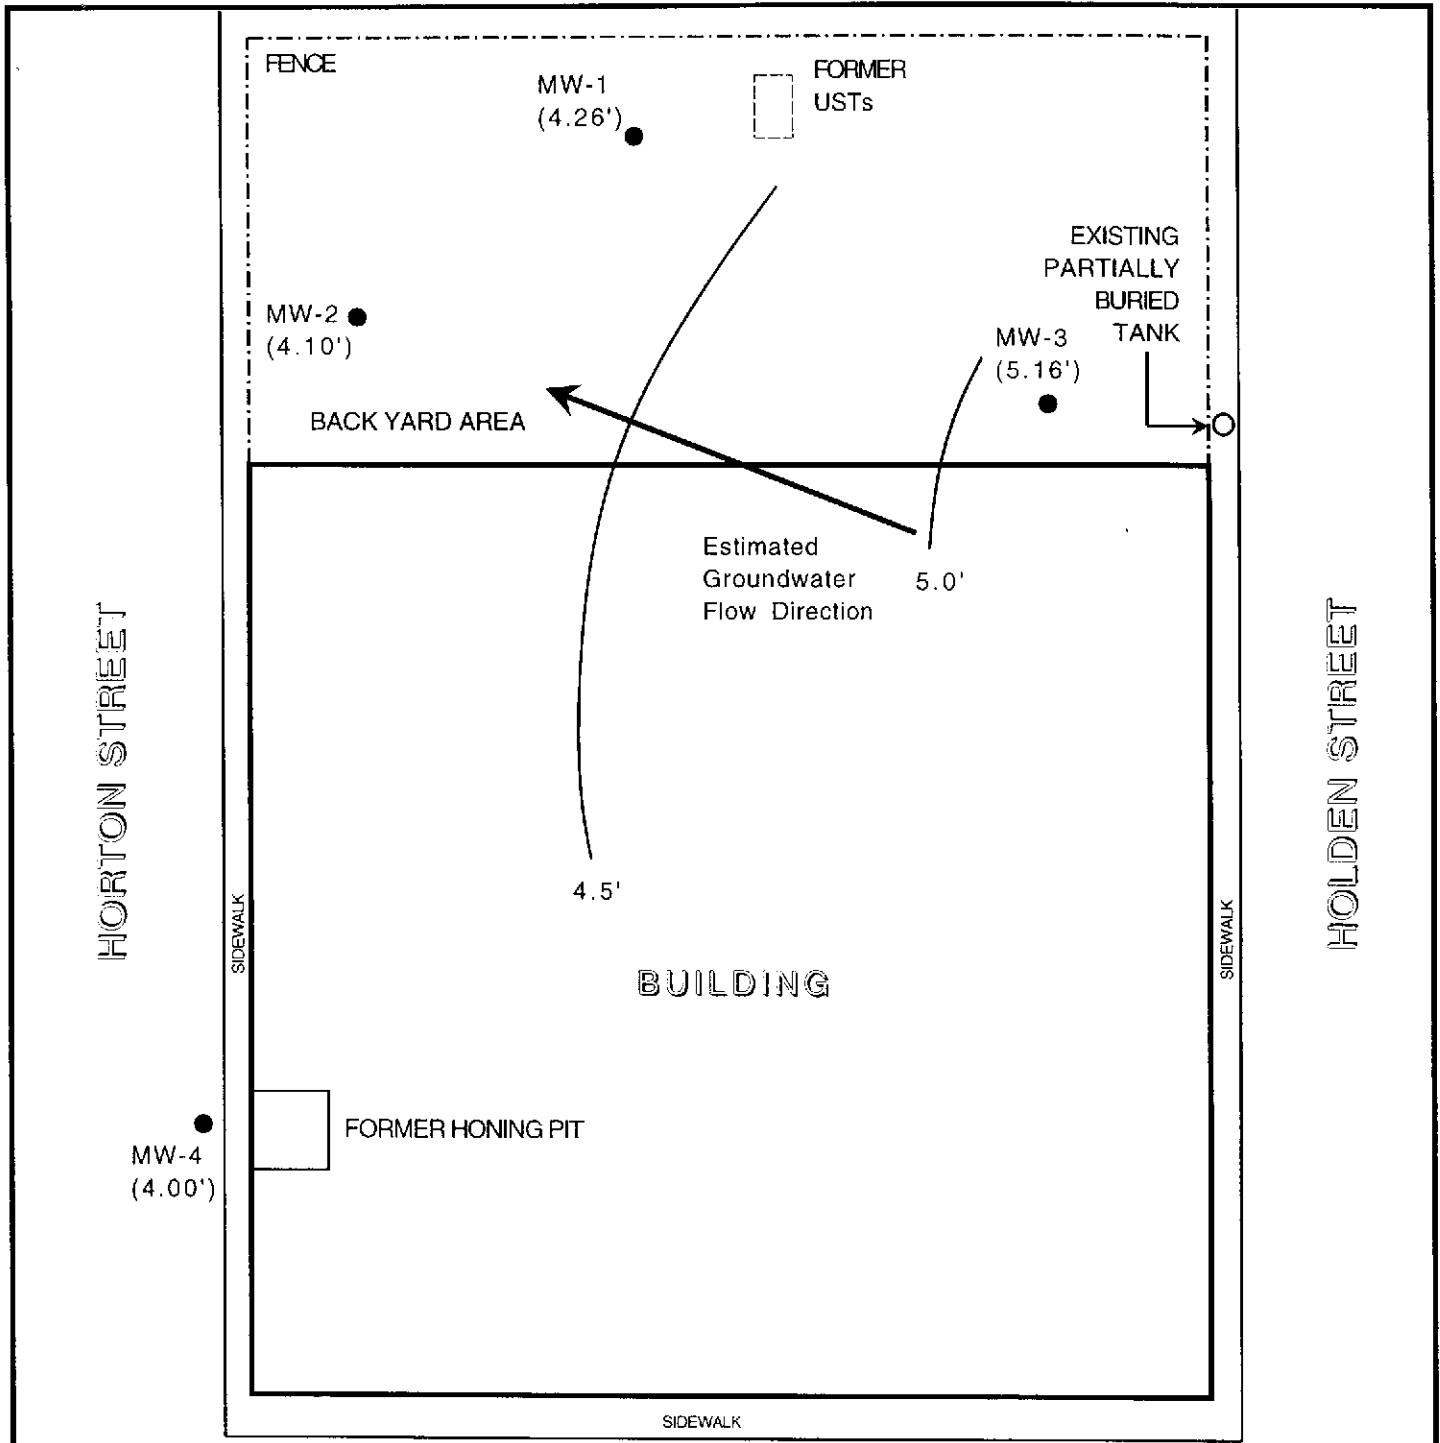 FENCE
MW-1
(4.26')
FORMER
USTs
EXISTING
PARTIALLY
BURIED
TANK
MW-2
(4.10')
MW-3
(5.16')
BACK YARD AREA
Estimated
Groundwater
Flow Direction
5.0'
HORTON STREET
HOLDEN STREET
4.5'
SIDEWALK
SIDEWALK
BUILDING
FORMER HONING PIT
MW-4
(4.00')
SIDEWALK